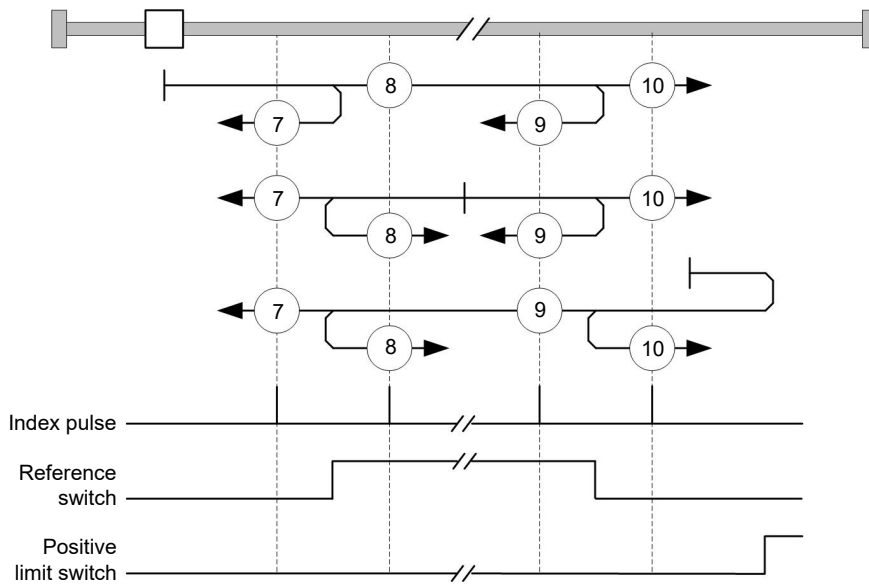 8 10
7 9
7 10
8 9
7 9
8 10
Index pulse
Reference
switch
Positive
limit switch